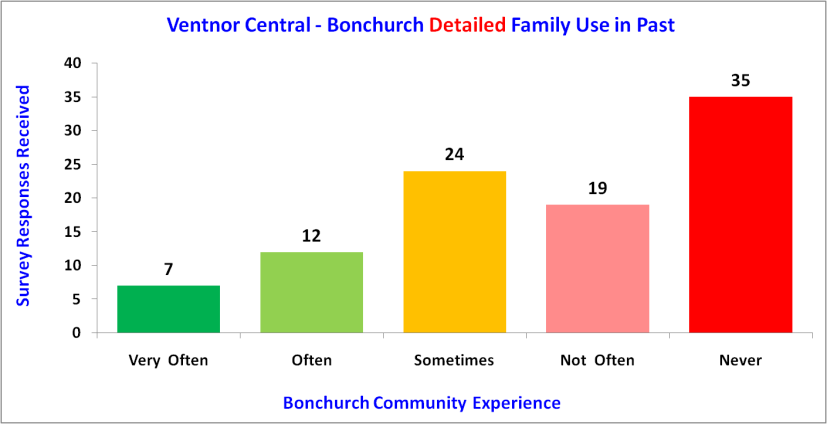 Ventnor Central - Bonchurch Detailed Family Use in Past
Survey Responses Received
40
35
30
25
20
15
10
5
0
7
12
24
19
35
Very Often
Often
Sometimes
Not Often
Never
Bonchurch Community Experience